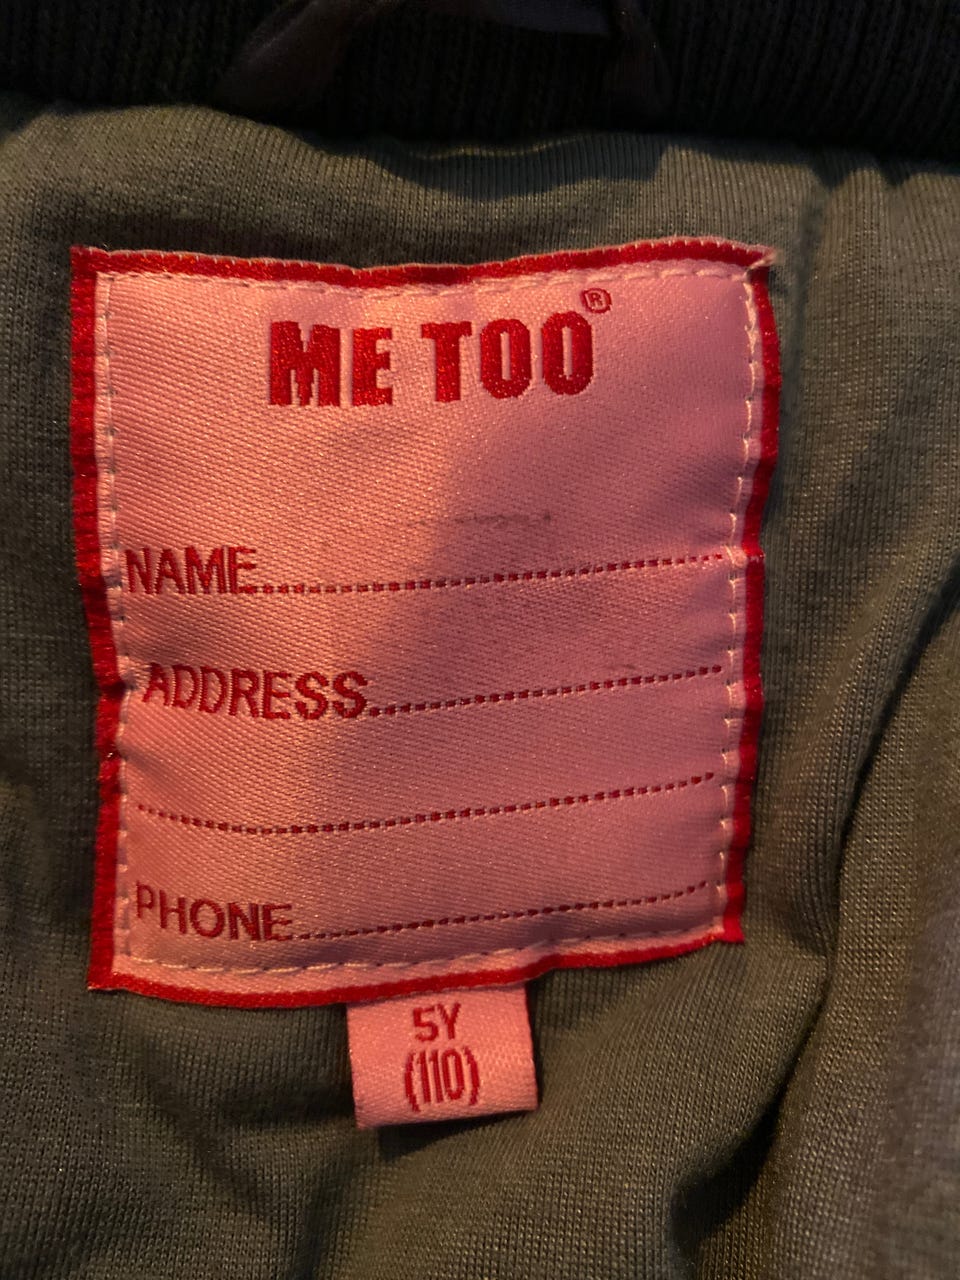 ME TOO®
NAME..............................
ADDRESS..............................
..............................
PHONE..............................
5Y
(110)